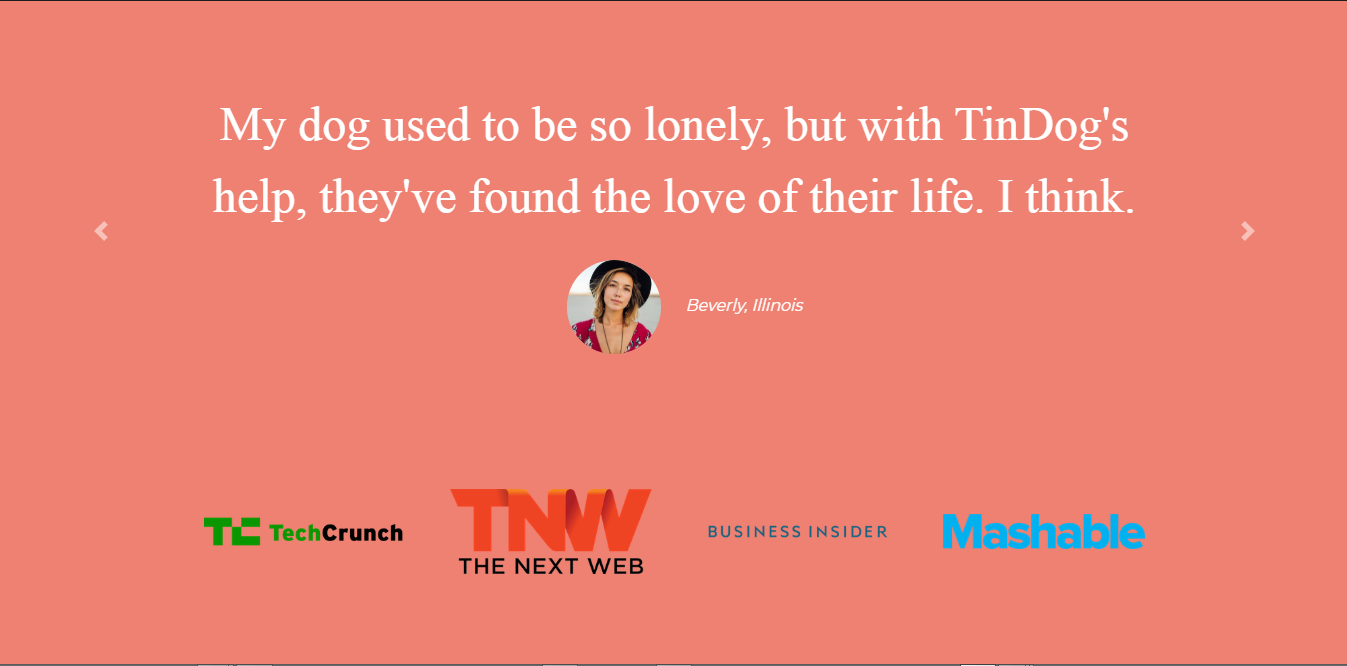 My dog used to be so lonely, but with TinDog's
help, they've found the love of their life. I think.
Beverly, Illinois
TC TechCrunch
TNW
THE NEXT WEB
BUSINESS INSIDER
Mashable